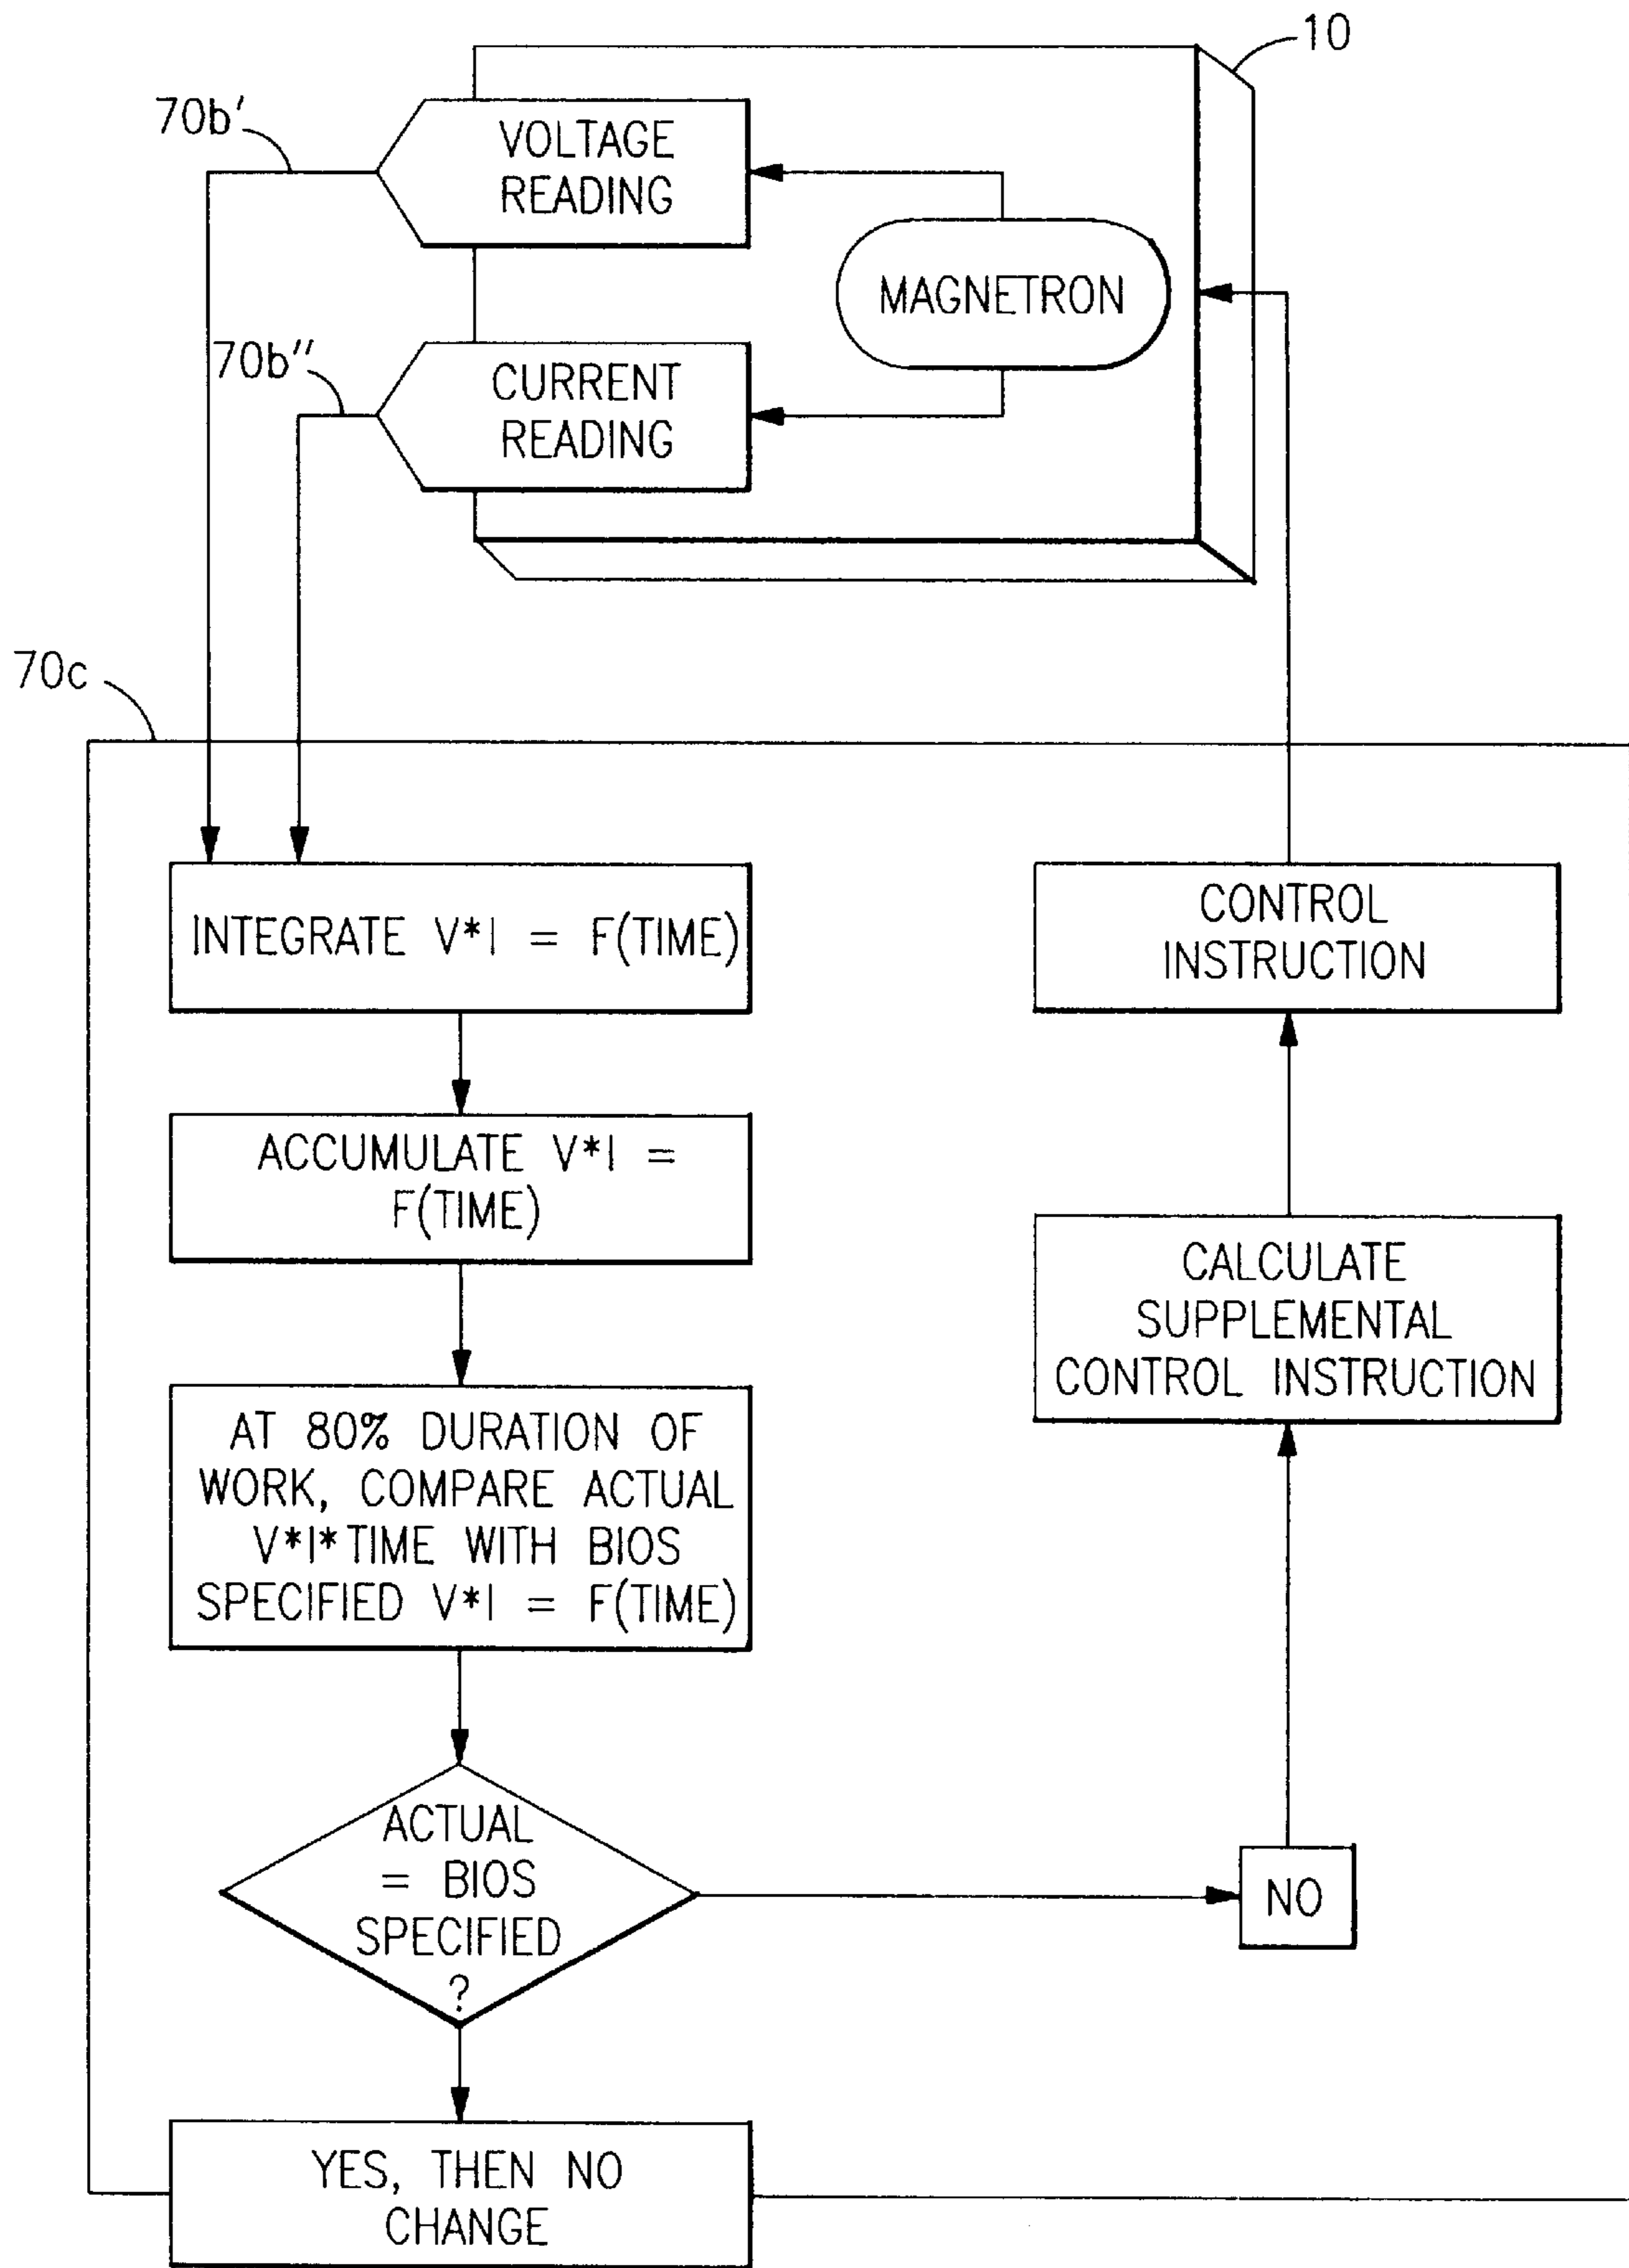 10
70b'
VOLTAGE
READING
MAGNETRON
70b"
CURRENT
READING
70c
INTEGRATE V*I = F(TIME)
CONTROL
INSTRUCTION
ACCUMULATE V*I =
F(TIME)
CALCULATE
SUPPLEMENTAL
CONTROL INSTRUCTION
AT 80% DURATION OF
WORK, COMPARE ACTUAL
V*I*TIME WITH BIOS
SPECIFIED V*I = F(TIME)
ACTUAL
= BIOS
SPECIFIED
?
NO
YES, THEN NO
CHANGE